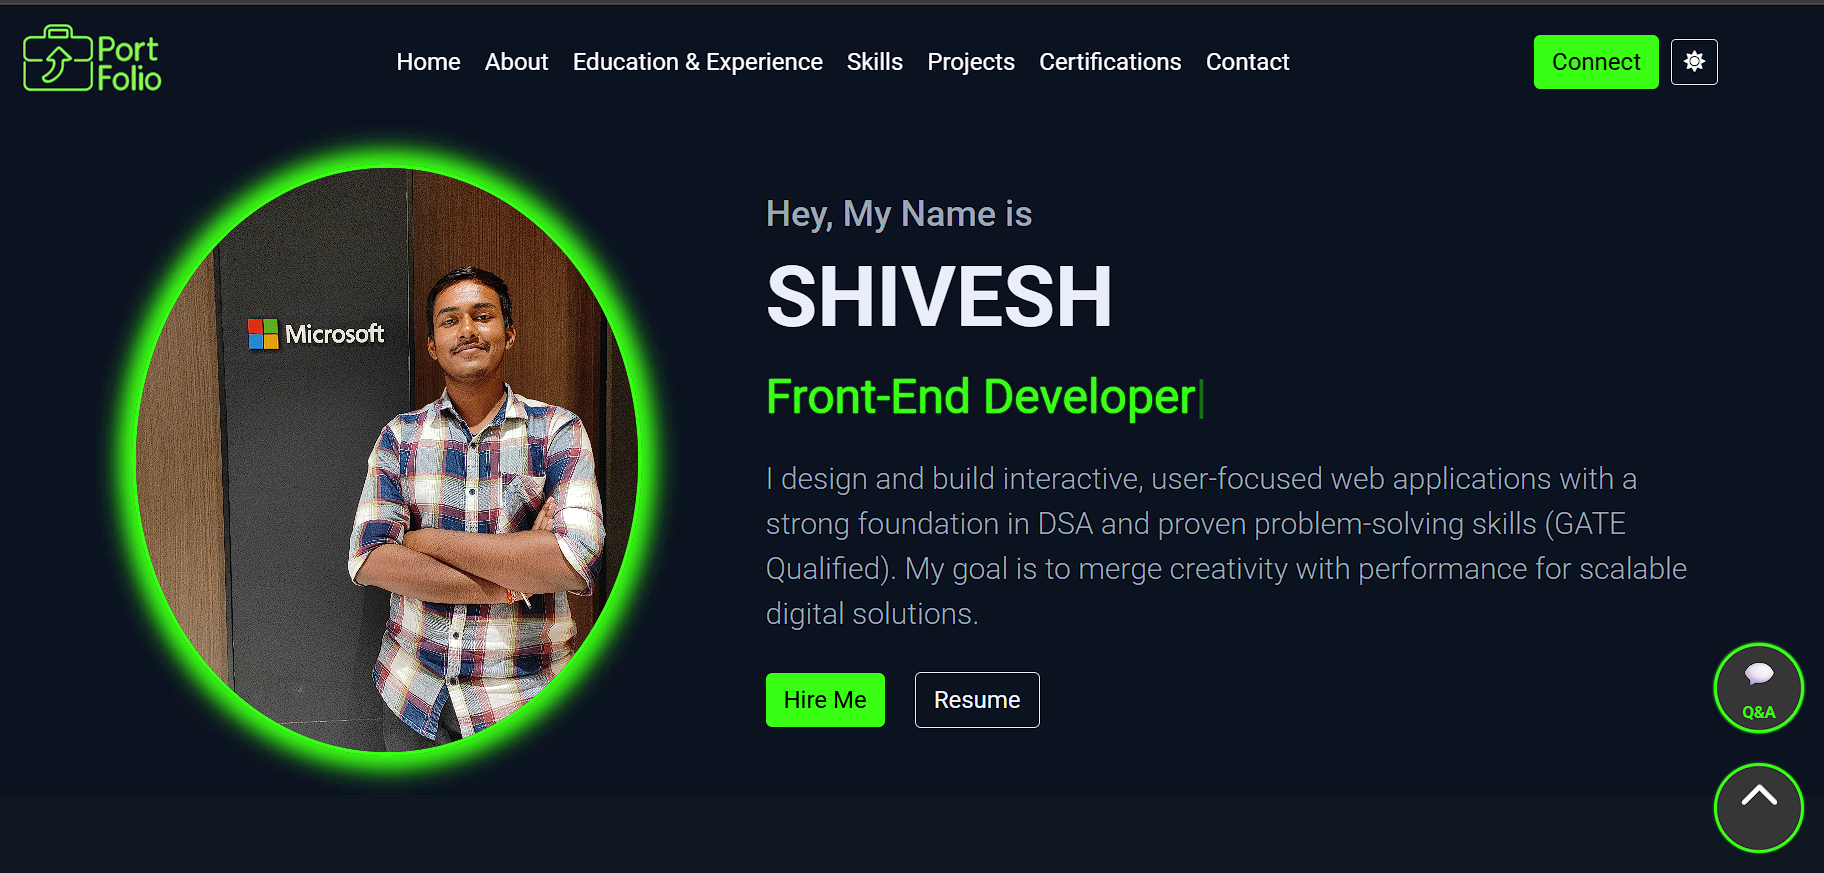 Port
Folio
Home About Education & Experience Skills Projects Certifications Contact
Connect
Microsoft
Hey, My Name is
SHIVESH
Front-End Developer
I design and build interactive, user-focused web applications with a
strong foundation in DSA and proven problem-solving skills (GATE
Qualified). My goal is to merge creativity with performance for scalable
digital solutions.
Hire Me Resume
Q&A